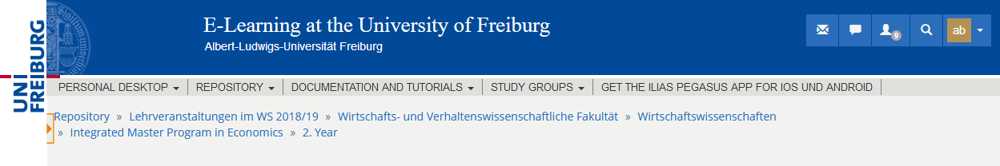 E-Learning at the University of Freiburg
Albert-Ludwigs-Universität Freiburg
9
ab
UNI
FREIBURG
PERSONAL DESKTOP REPOSITORY DOCUMENTATION AND TUTORIALS STUDY GROUPS GET THE ILIAS PEGASUS APP FOR IOS UND ANDROID
Repository » Lehrveranstaltungen im WS 2018/19 » Wirtschafts- und Verhaltenswissenschaftliche Fakultät » Wirtschaftswissenschaften
» Integrated Master Program in Economics » 2. Year